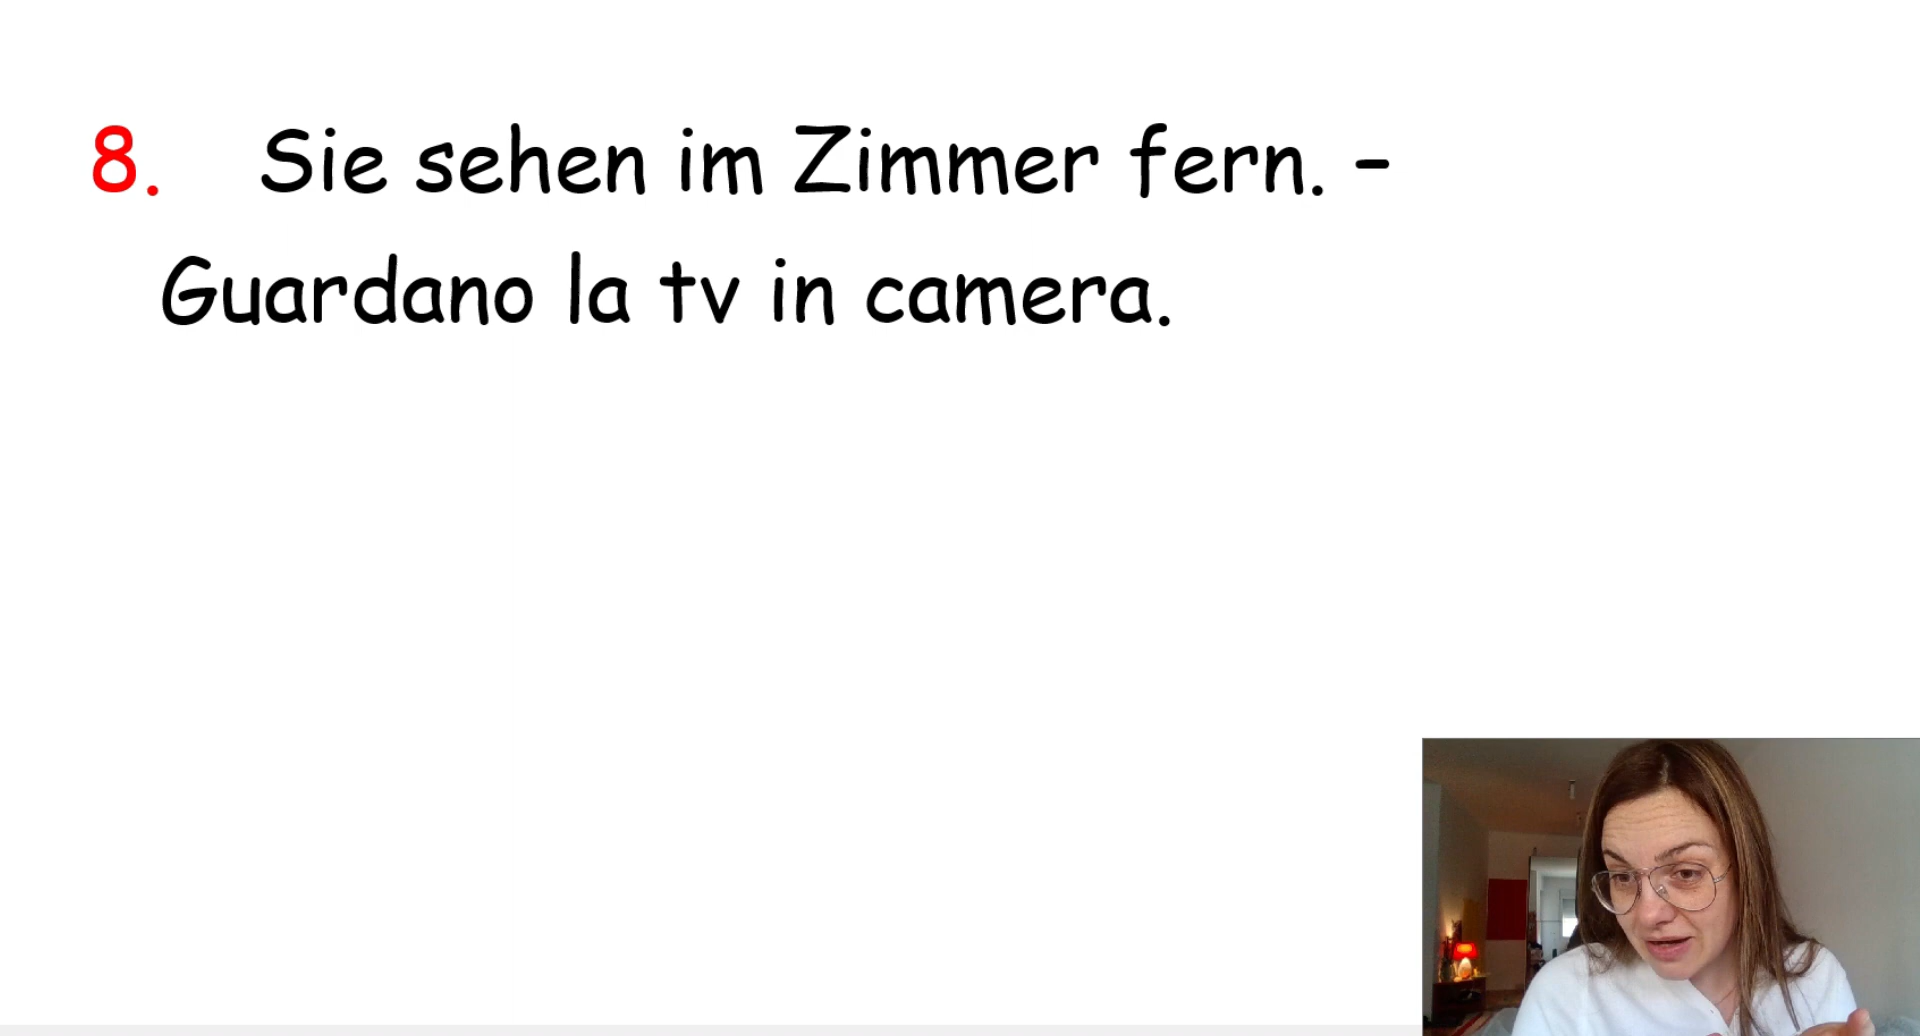 8. Sie sehen im Zimmer fern. –
Guardano la tv in camera.